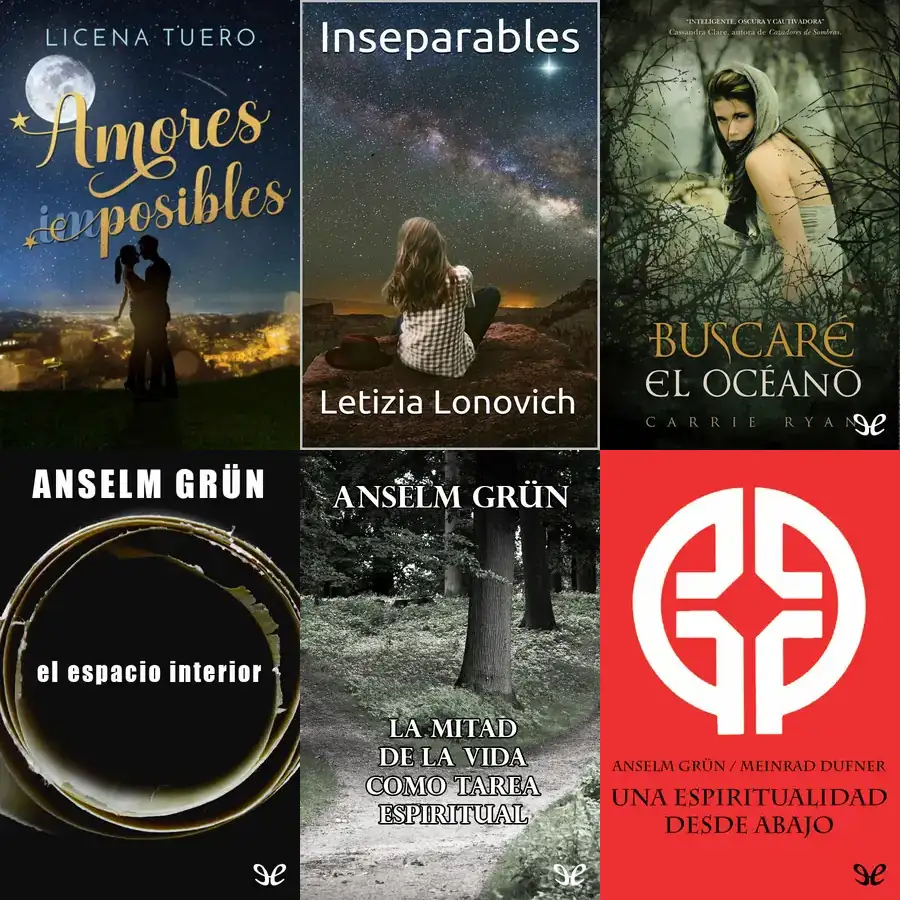 LICENA TUERO
Amores
imposibles
Inseparables
Letizia Lonovich
"INTELIGENTE, OSCURA Y CAUTIVADORA"
Cassandra Clare, autora de Cazadores de Sombras.
BUSCARÉ
EL OCÉANO
CARRIE RYAN
ANSELM GRÜN
el espacio interior
ANSELM GRÜN
LA MITAD
DE LA VIDA
COMO TAREA
ESPIRITUAL
ANSELM GRÜN / MEINRAD DUFNER
UNA ESPIRITUALIDAD
DESDE ABAJO